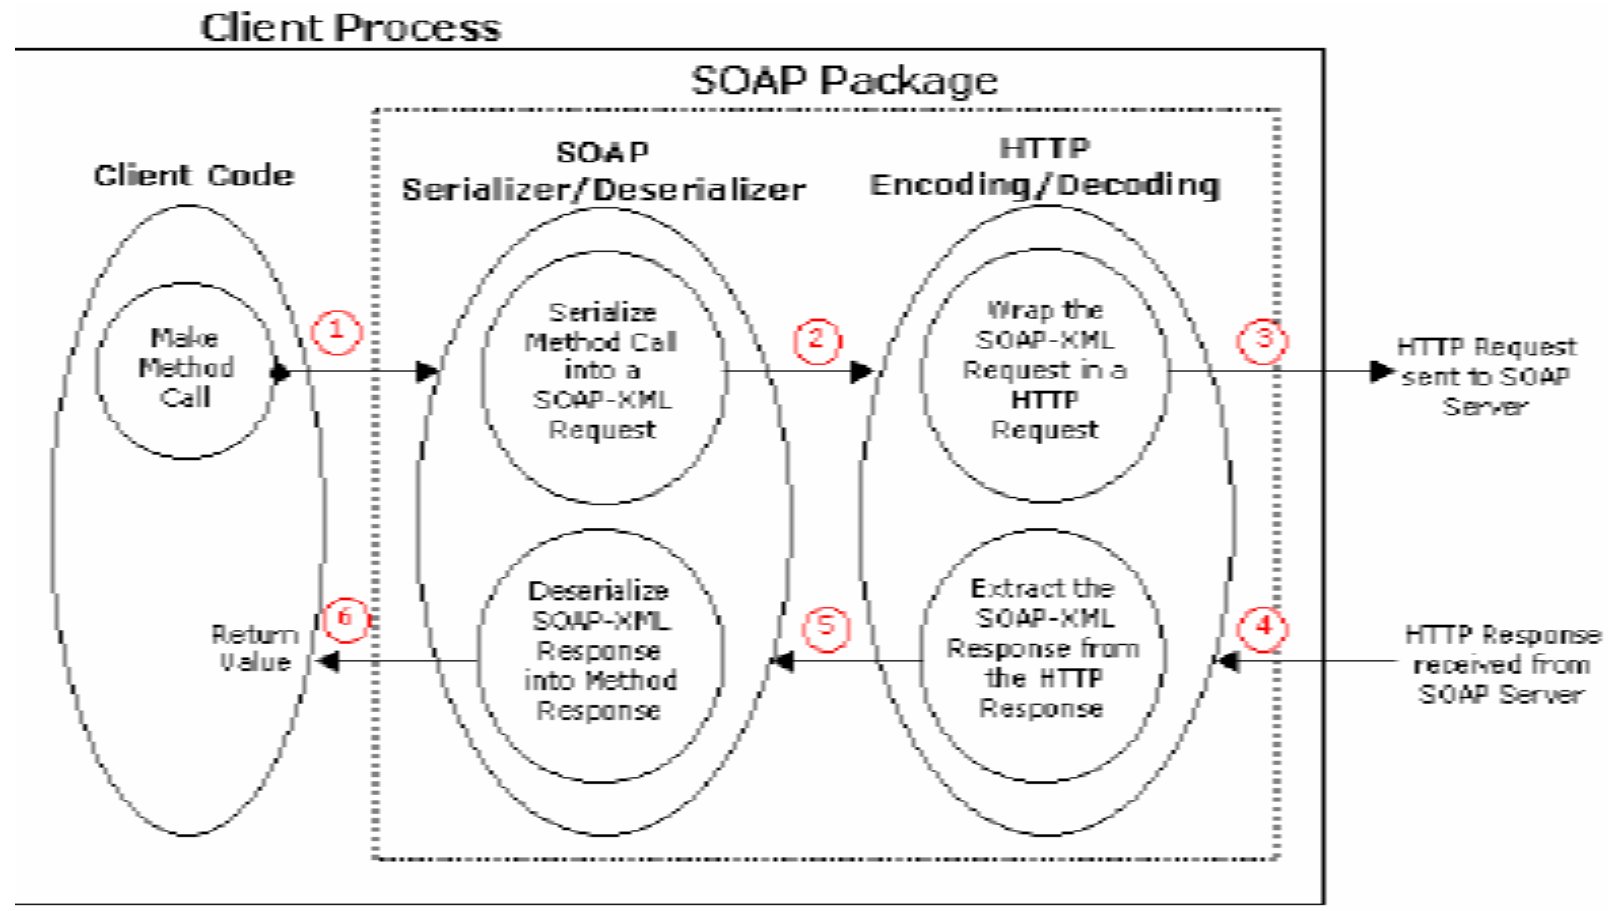 Client Process
SOAP Package
Client Code
SOAP
Serializer/Deserializer
HTTP
Encoding/Decoding
Make
Method
Call
1
Serialize
Method Call
into a
SOAP-XML
Request
2
Wrap the
SOAP-XML
Request in a
HTTP
Request
3
HTTP Request
sent to SOAP
Server
HTTP Response
received from
SOAP Server
4
Extract the
SOAP-XML
Response from
the HTTP
Response
5
Deserialize
SOAP-XML
Response
into Method
Response
6
Return
Value